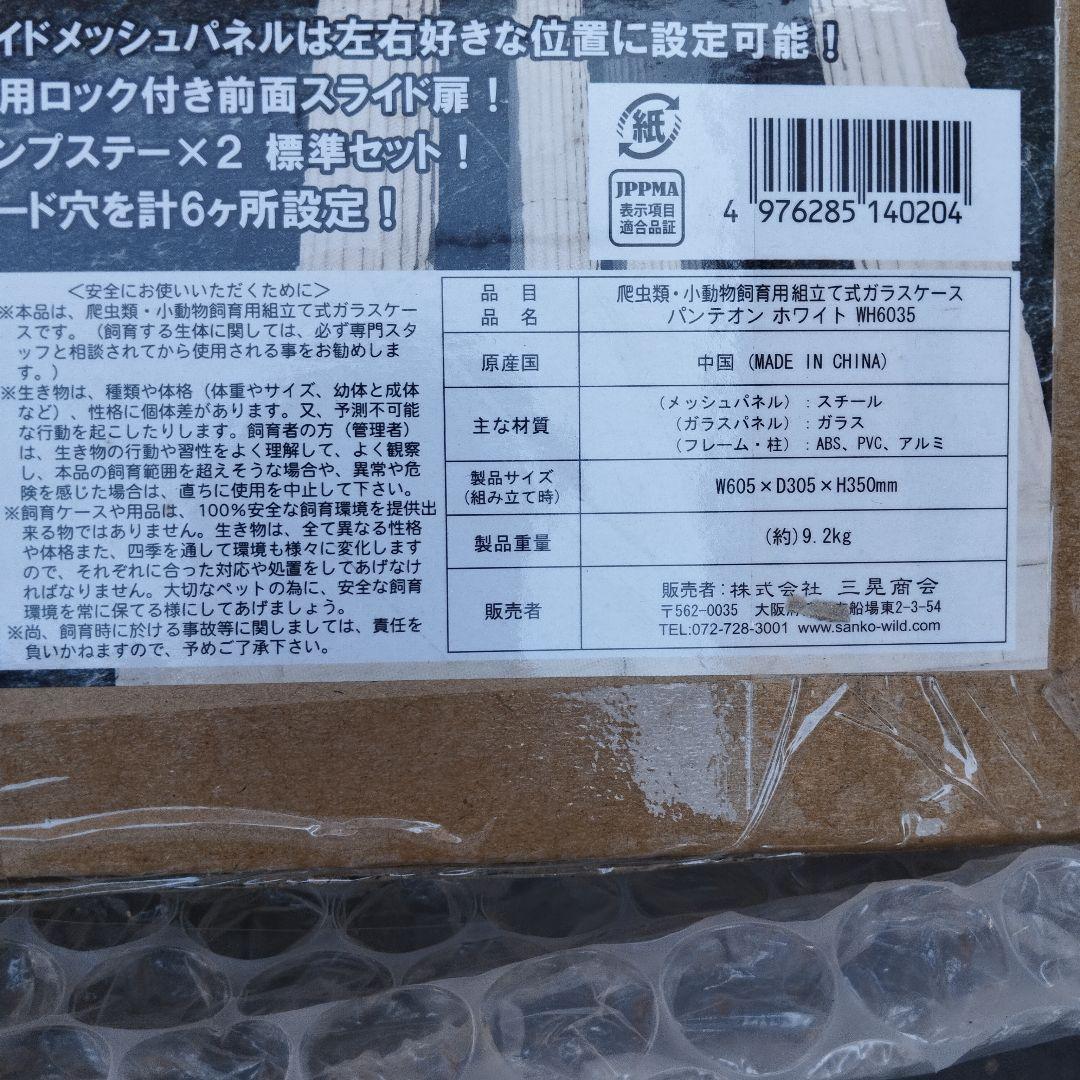 イドメッシュパネルは左右好きな位置に設定可能！
用ロック付き前面スライド扉！
ンプステー×2 標準セット！
ード穴を計6ヶ所設定！
紙
JPPMA
表示項目
適合品証
4 976285 140204
＜安全にお使いいただくために＞
※本品は、爬虫類・小動物飼育用組立て式ガラスケー
スです。（飼育する生体に関しては、必ず専門スタ
ッフと相談されてから使用される事をお勧めしま
す。）
※生き物は、種類や体格（体重やサイズ、幼体と成体
など）、性格に個体差があります。又、予測不可能
な行動を起こしたりします。飼育者の方（管理者）
は、生き物の行動や習性をよく理解して、よく観察
し、本品の飼育範囲を超えそうな場合や、異常や危
険を感じた場合は、直ちに使用を中止して下さい。
※飼育ケースや用品は、100%安全な飼育環境を提供出
来る物ではありません。生き物は、全て異なる性格
や体格また、四季を通して環境も様々に変化します
ので、それぞれに合った対応や処置をしてあげなけ
ればなりません。大切なペットの為に、安全な飼育
環境を常に保てる様にしてあげましょう。
※尚、飼育時に於ける事故等に関しましては、責任を
負いかねますので、予めご了承下さい。
品 目
品 名
爬虫類・小動物飼育用組立て式ガラスケース
パンテオン ホワイト WH6035
原産国
中国 (MADE IN CHINA)
主な材質
（メッシュパネル）：スチール
（ガラスパネル）：ガラス
（フレーム・柱）：ABS、PVC、アルミ
製品サイズ
（組み立て時）
W605×D305×H350mm
製品重量
(約)9.2kg
販売者
販売者：株式会社 三晃商会
〒562-0035 大阪府 船場東2-3-54
TEL:072-728-3001 www.sanko-wild.com